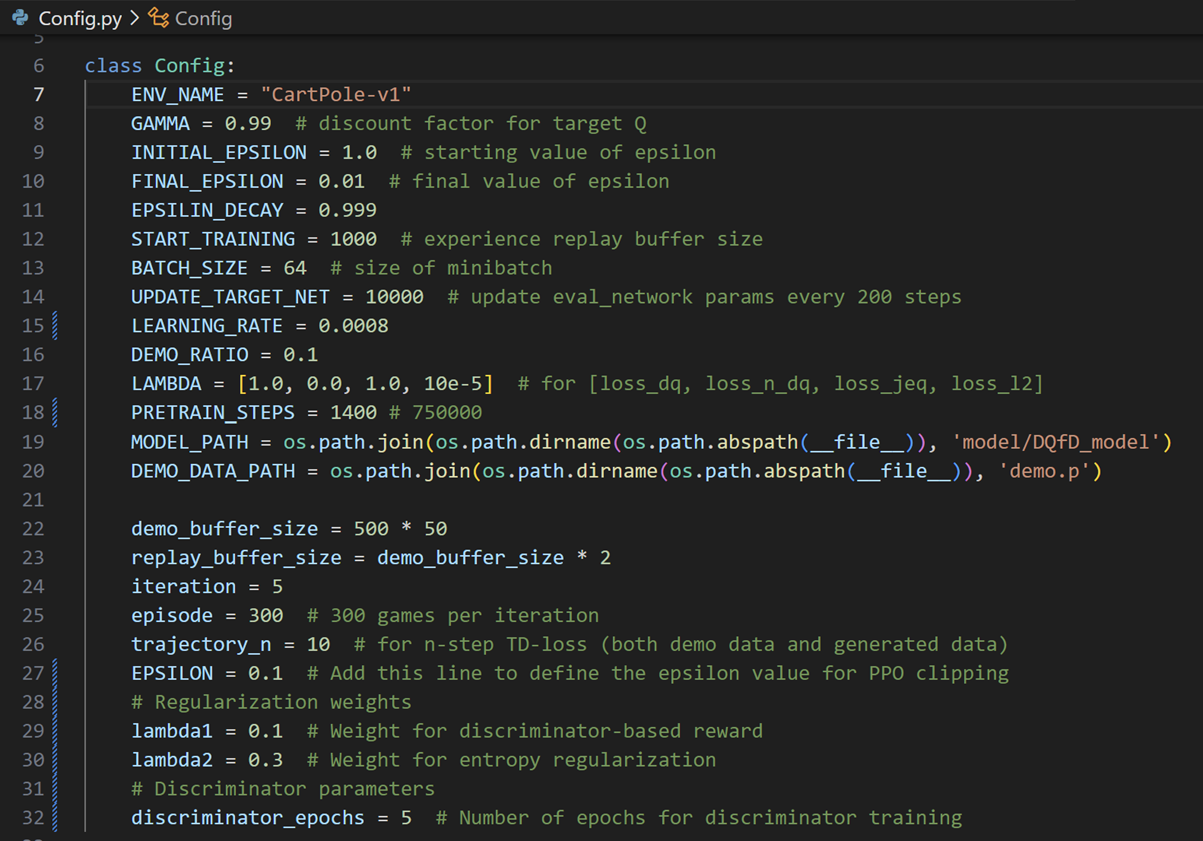 Config.py > Config
5
6 class Config:
7 ENV_NAME = "CartPole-v1"
8 GAMMA = 0.99 # discount factor for target Q
9 INITIAL_EPSILON = 1.0 # starting value of epsilon
10 FINAL_EPSILON = 0.01 # final value of epsilon
11 EPSILIN_DECAY = 0.999
12 START_TRAINING = 1000 # experience replay buffer size
13 BATCH_SIZE = 64 # size of minibatch
14 UPDATE_TARGET_NET = 10000 # update eval_network params every 200 steps
15 LEARNING_RATE = 0.0008
16 DEMO_RATIO = 0.1
17 LAMBDA = [1.0, 0.0, 1.0, 10e-5] # for [loss_dq, loss_n_dq, loss_jeq, loss_l2]
18 PRETRAIN_STEPS = 1400 # 750000
19 MODEL_PATH = os.path.join(os.path.dirname(os.path.abspath(__file__)), 'model/DQfD_model')
20 DEMO_DATA_PATH = os.path.join(os.path.dirname(os.path.abspath(__file__)), 'demo.p')
21
22 demo_buffer_size = 500 * 50
23 replay_buffer_size = demo_buffer_size * 2
24 iteration = 5
25 episode = 300 # 300 games per iteration
26 trajectory_n = 10 # for n-step TD-loss (both demo data and generated data)
27 EPSILON = 0.1 # Add this line to define the epsilon value for PPO clipping
28 # Regularization weights
29 lambda1 = 0.1 # Weight for discriminator-based reward
30 lambda2 = 0.3 # Weight for entropy regularization
31 # Discriminator parameters
32 discriminator_epochs = 5 # Number of epochs for discriminator training